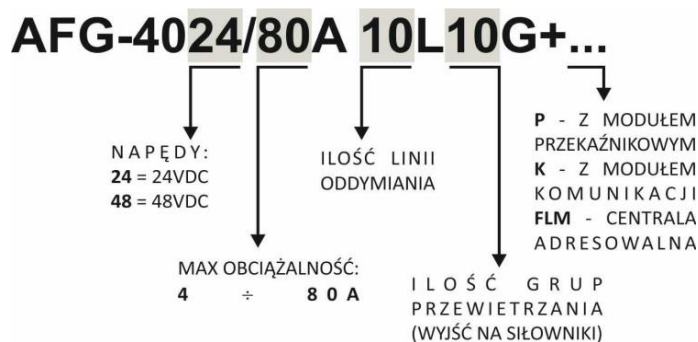 AFG-4024/80A 10L10G+...
NAPĘDY:
24 = 24VDC
48 = 48VDC
MAX OBCIĄŻALNOŚĆ:
4 ÷ 80A
ILOŚĆ LINII
ODDYMIANIA
ILOŚĆ GRUP
PRZEWIETRZANIA
(WYJŚĆ NA SIŁOWNIKI)
P - Z MODUŁEM
PRZEKAŹNIKOWYM
K - Z MODUŁEM
KOMUNIKACJI
FLM - CENTRALA
ADRESOWALNA